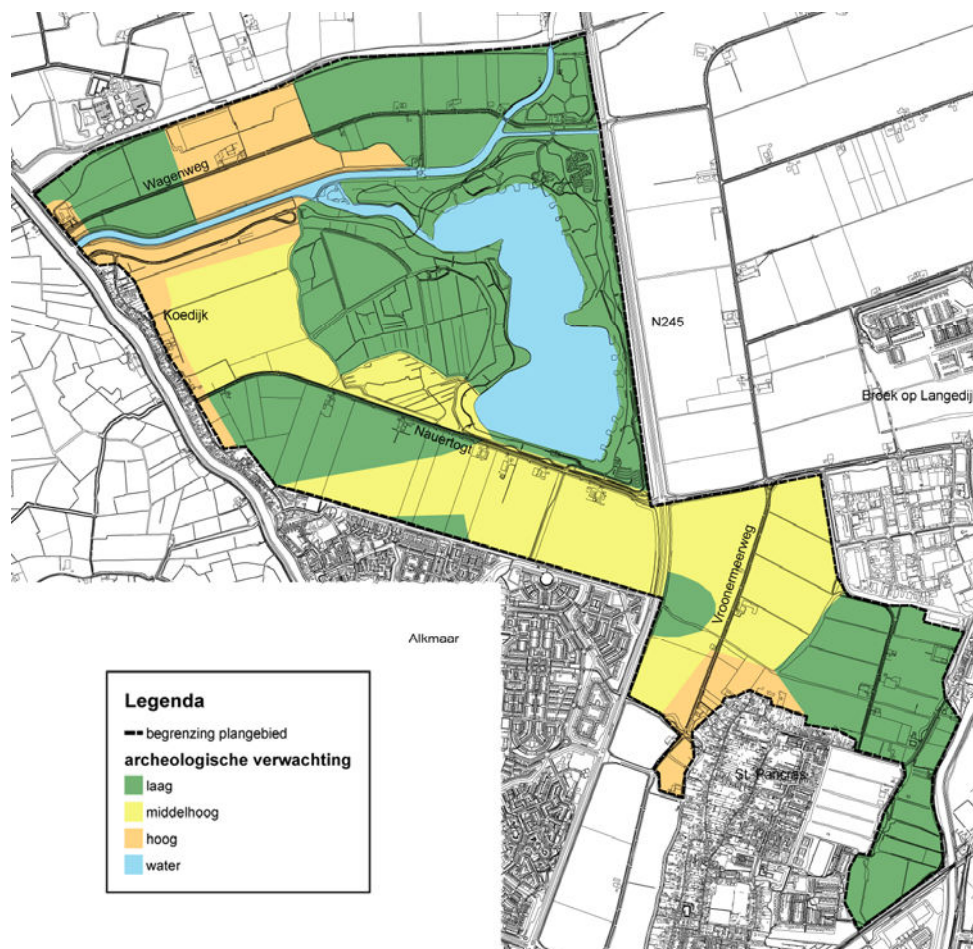 Wagenweg
Koedijk
N245
Broek op Langedij
Nauertogt
Vroonermeerweg
Alkmaar
St. Pancras
Legenda
begrenzing plangebied
archeologische verwachting
laag
middelhoog
hoog
water